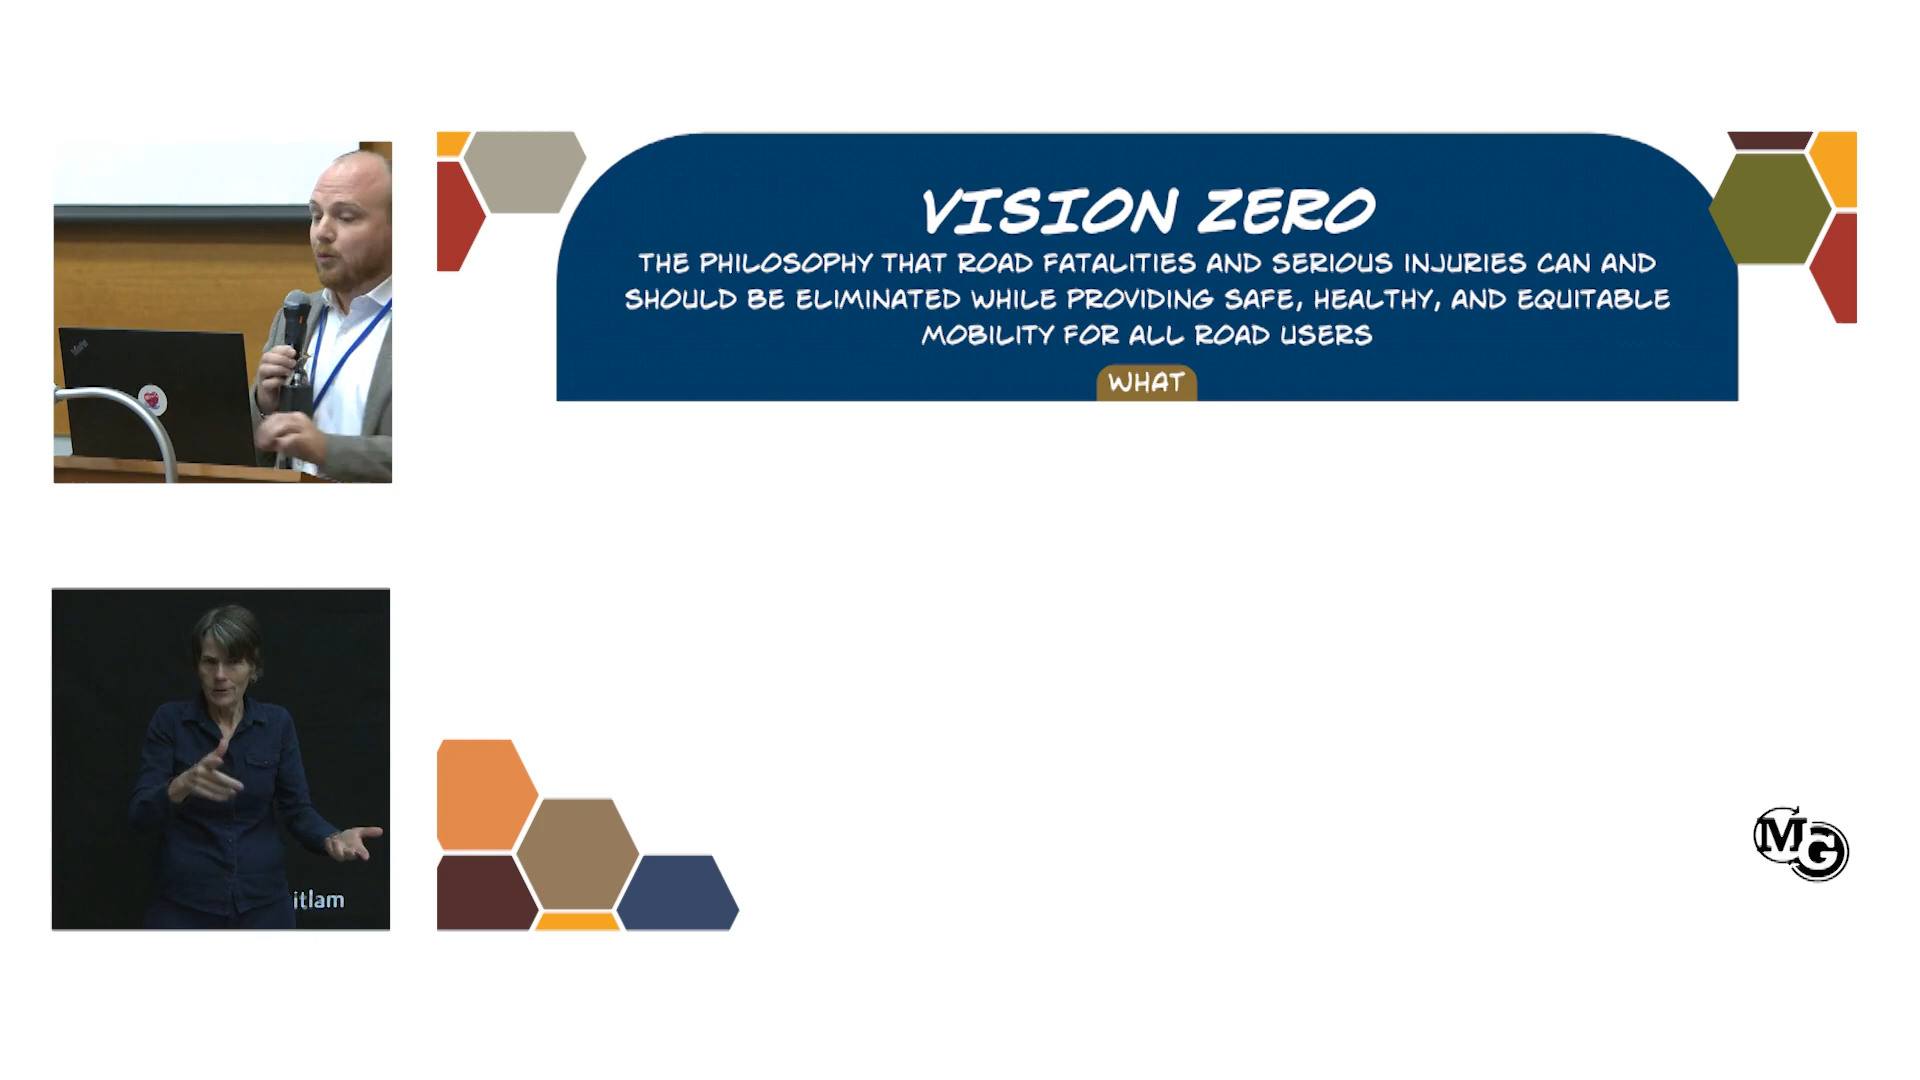 VISION ZERO
THE PHILOSOPHY THAT ROAD FATALITIES AND SERIOUS INJURIES CAN AND
SHOULD BE ELIMINATED WHILE PROVIDING SAFE, HEALTHY, AND EQUITABLE
MOBILITY FOR ALL ROAD USERS
WHAT
itlam
MG